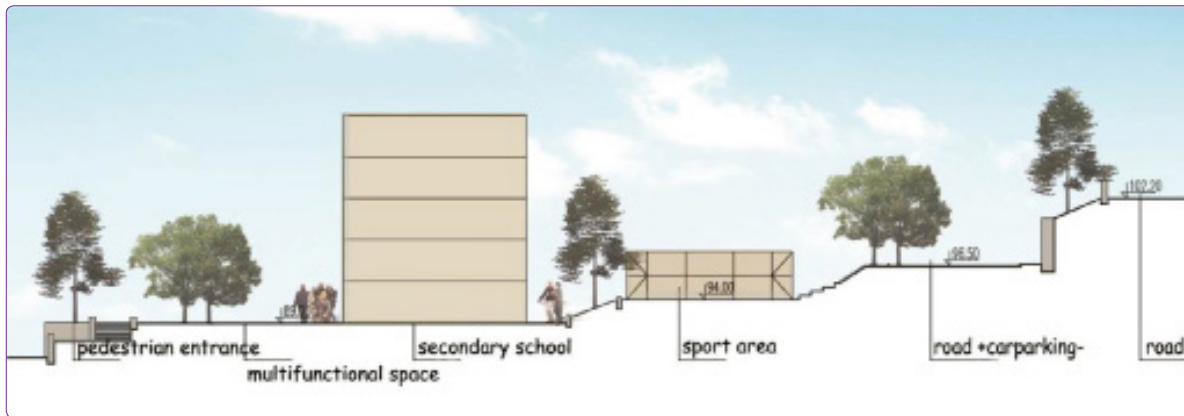 102.20
96.50
94.00
pedestrian entrance
secondary school
sport area
road +carparking-
road
multifunctional space